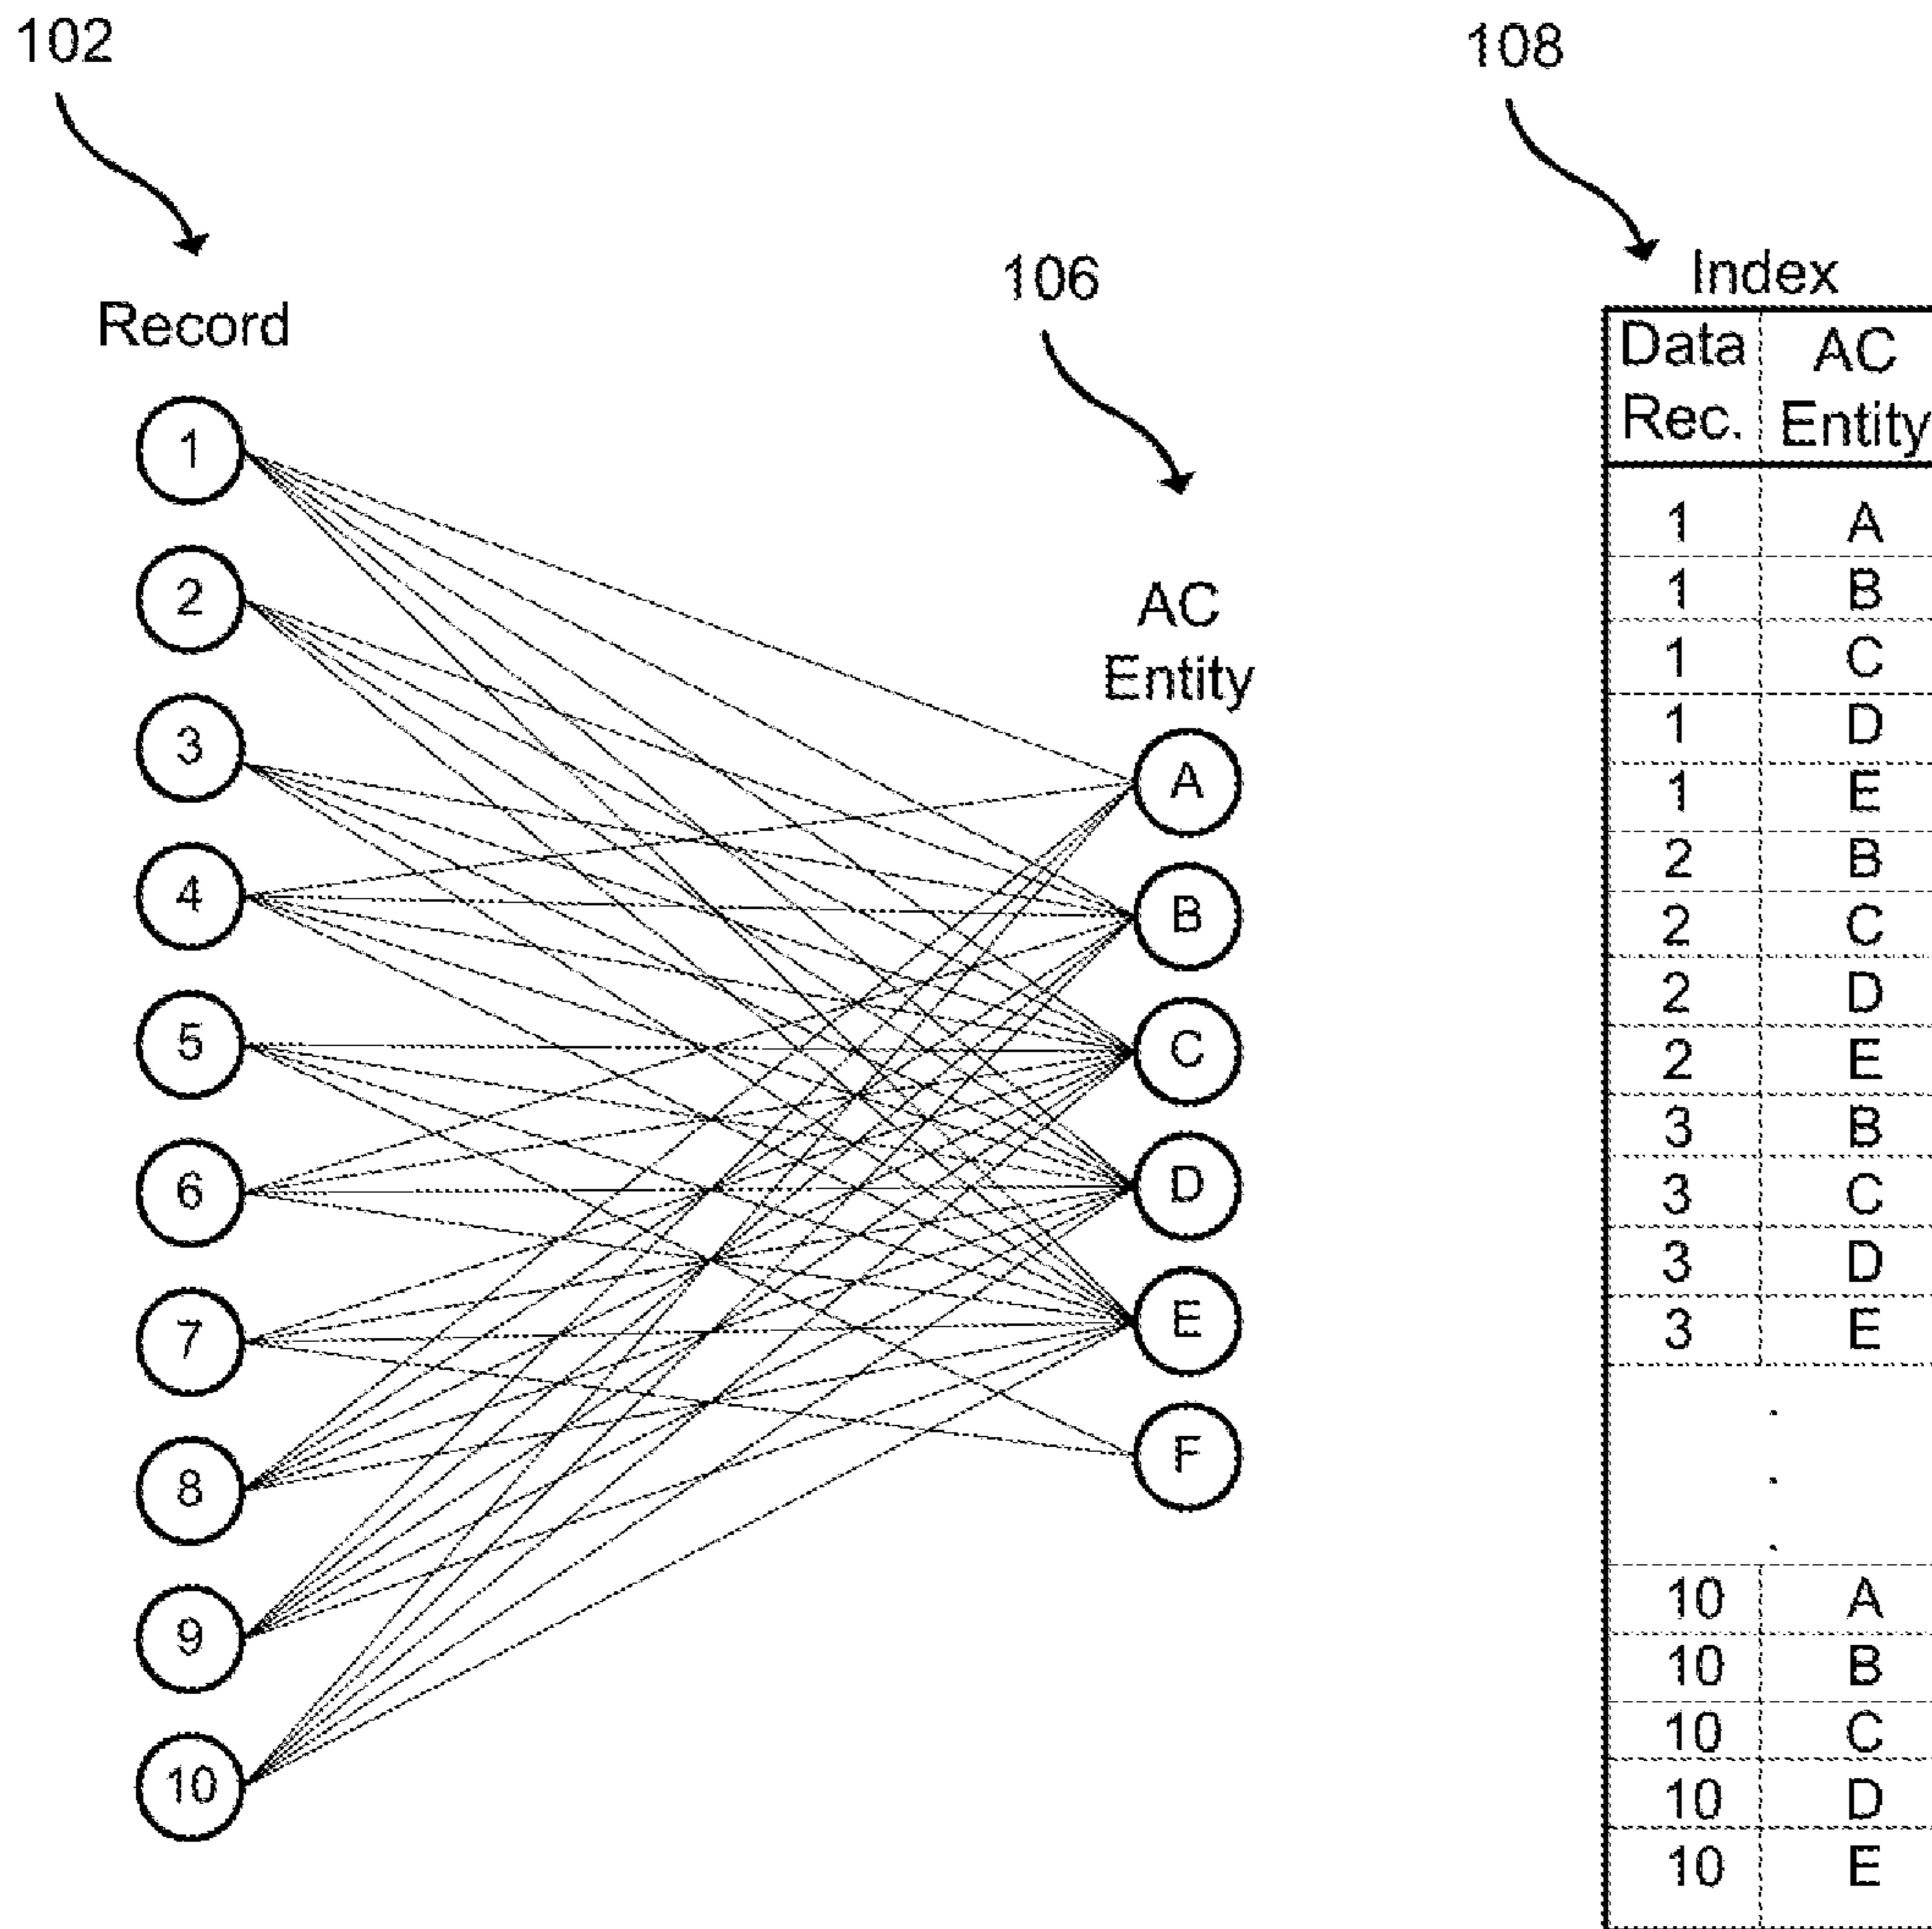 102
Record
1
2
3
4
5
6
7
8
9
10
106
AC
Entity
A
B
C
D
E
F
108
Index
Data Rec. AC Entity
1 A
1 B
1 C
1 D
1 E
2 B
2 C
2 D
2 E
3 B
3 C
3 D
3 E
.
.
.
10 A
10 B
10 C
10 D
10 E